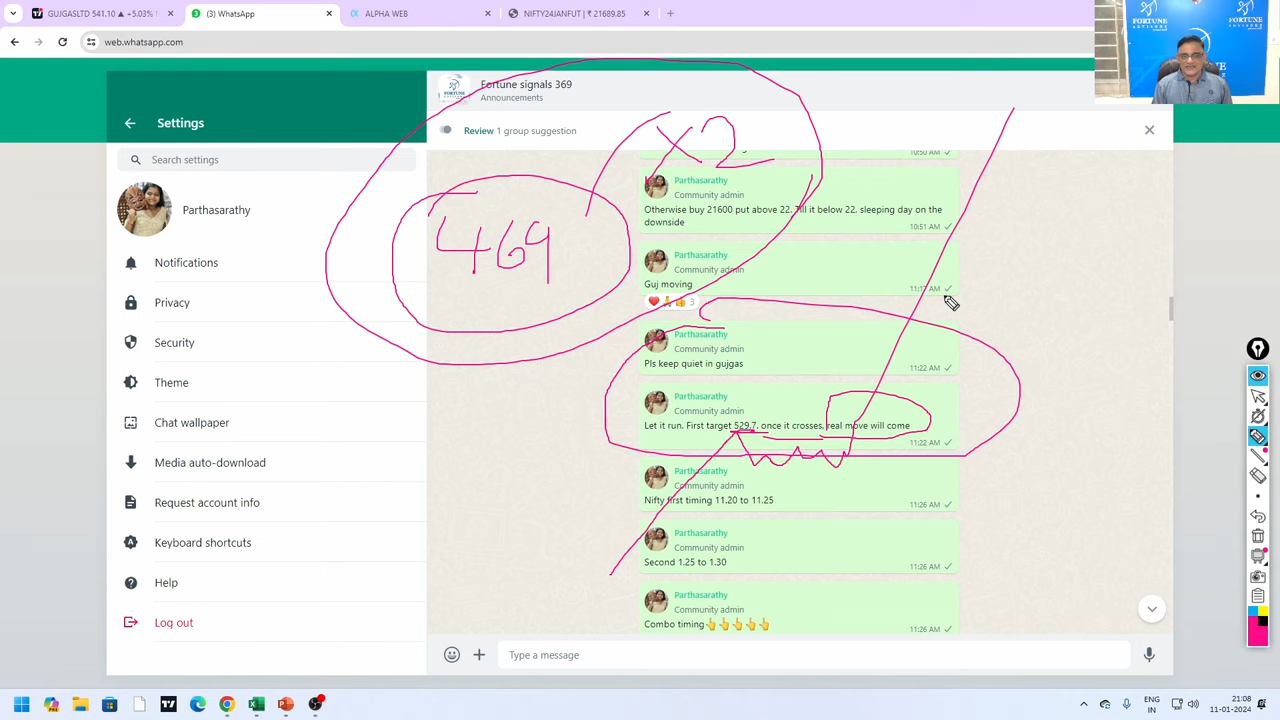 GUJGASLTD 541.10 ▲ +5.03%
(3) WhatsApp
ALPHA WEB
NIFTY24JANFUT | ₹ 21689.85
web.whatsapp.com
FORTUNE
FORTUNE
Settings
Search settings
Parthasarathy
Notifications
Privacy
Security
Theme
Chat wallpaper
Media auto-download
Request account info
Keyboard shortcuts
Help
Log out
Fortune signals 369
Announcements
Review 1 group suggestion
10:50 AM
Parthasarathy
Community admin
Otherwise buy 21600 put above 22. Till it below 22, sleeping day on the
downside
10:51 AM
Parthasarathy
Community admin
Guj moving
11:17 AM
3
Parthasarathy
Community admin
Pls keep quiet in gujgas
11:22 AM
Parthasarathy
Community admin
Let it run. First target 529.7, once it crosses, real move will come
11:22 AM
Parthasarathy
Community admin
Nifty first timing 11.20 to 11.25
11:26 AM
Parthasarathy
Community admin
Second 1.25 to 1.30
11:26 AM
Parthasarathy
Community admin
Combo timing👆👆👆👆👆
11:26 AM
469
x2
Type a message
ENG
IN
21:08
11-01-2024